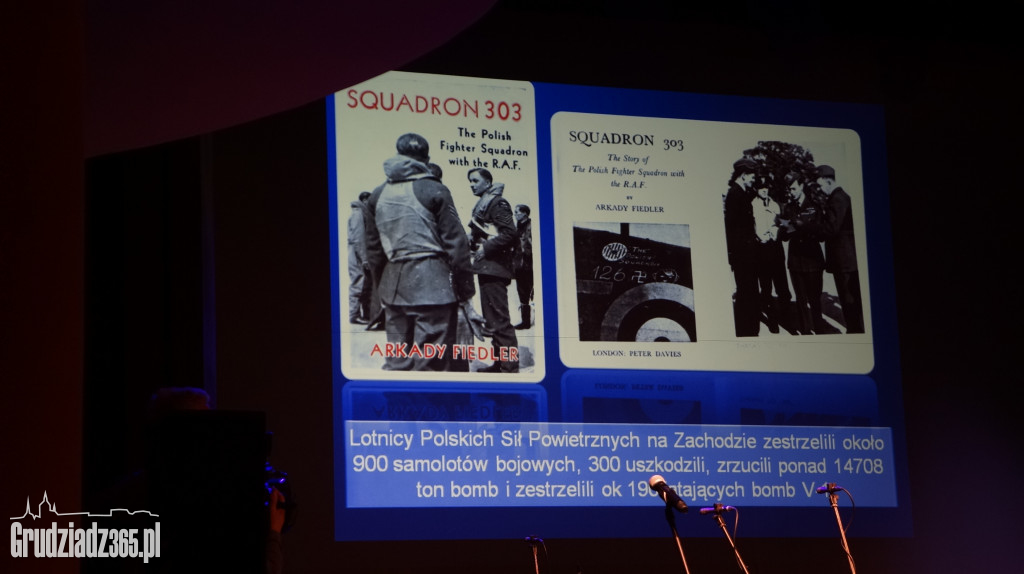 SQUADRON 303
The Polish
Fighter Squadron
with the R.A.F.
ARKADY FIEDLER
SQUADRON 303
The Story of
The Polish Fighter Squadron with
the R.A.F.
BY
ARKADY FIEDLER
126
LONDON: PETER DAVIES
Lotnicy Polskich Sił Powietrznych na Zachodzie zestrzelili około
900 samolotów bojowych, 300 uszkodzili, zrzucili ponad 14708
ton bomb i zestrzelili ok bomb
Grudziadz365.pl